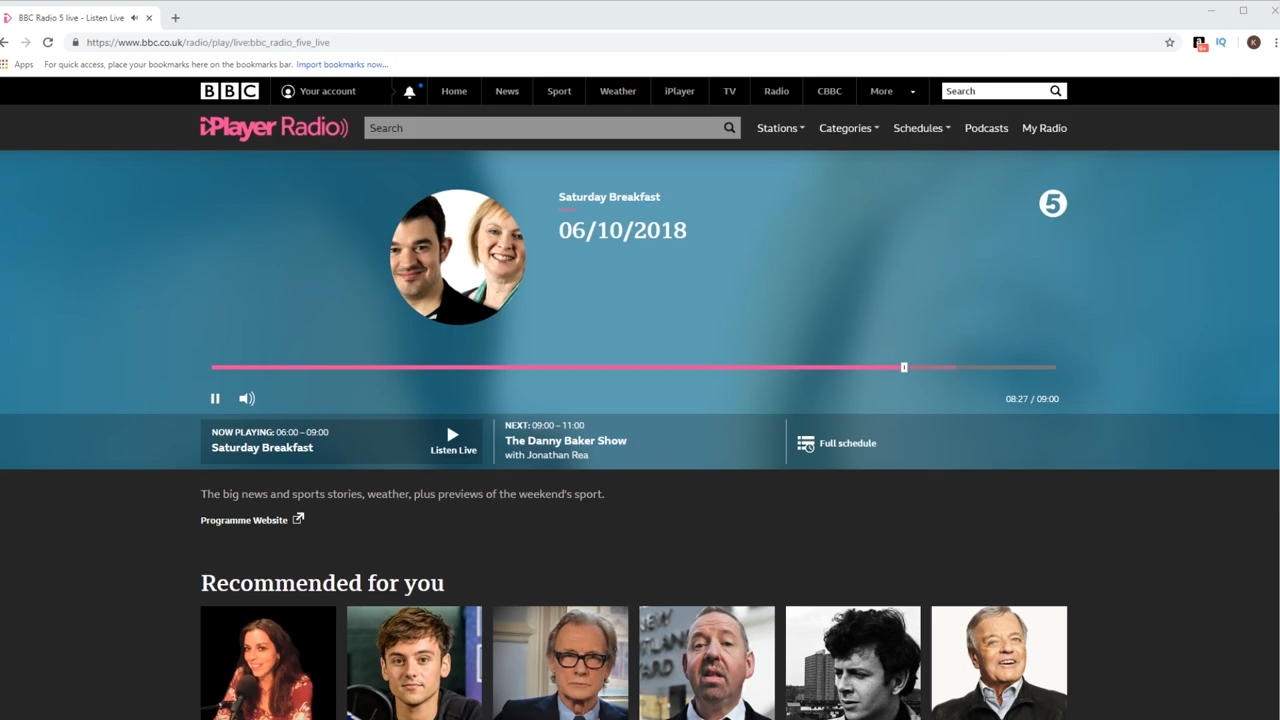 BBC Radio 5 live - Listen Live
https://www.bbc.co.uk/radio/play/live:bbc_radio_five_live
IQ
K
Apps
For quick access, place your bookmarks here on the bookmarks bar. Import bookmarks now...
BBC
Your account
Home
News
Sport
Weather
iPlayer
TV
Radio
CBBC
More
Search
iPlayer Radio
Search
Stations
Categories
Schedules
Podcasts
My Radio
Saturday Breakfast
06/10/2018
5
08:27 / 09:00
NOW PLAYING: 06:00 – 09:00
Saturday Breakfast
Listen Live
NEXT: 09:00 – 11:00
The Danny Baker Show
with Jonathan Rea
Full schedule
The big news and sports stories, weather, plus previews of the weekend's sport.
Programme Website
Recommended for you